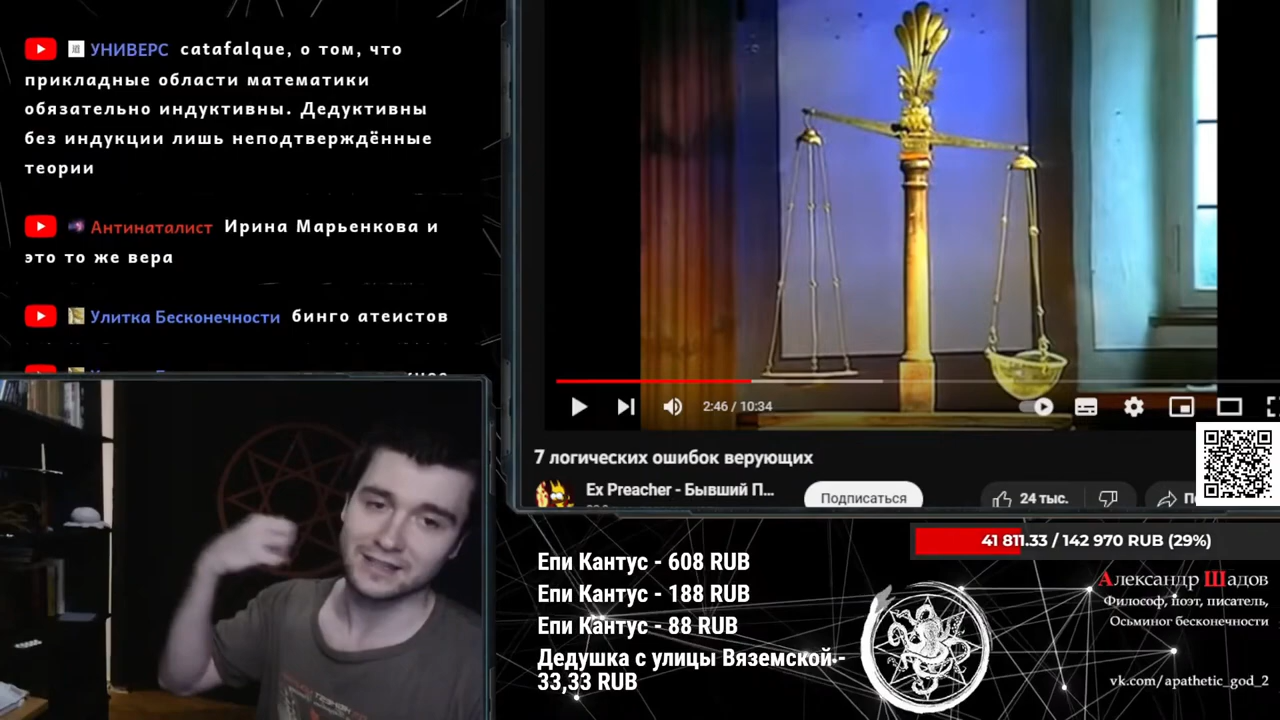 УНИВЕРС catafalque, о том, что
прикладные области математики
обязательно индуктивны. Дедуктивны
без индукции лишь неподтверждённые
теории
Антинаталист Ирина Марьенкова и
это то же вера
Улитка Бесконечности бинго атеистов
2:46 / 10:34
7 логических ошибок верующих
Ex Preacher - Бывший П...
Подписаться
24 тыс.
41 811.33 / 142 970 RUB (29%)
Епи Кантус - 608 RUB
Епи Кантус - 188 RUB
Епи Кантус - 88 RUB
Дедушка с улицы Вяземской -
33,33 RUB
Александр Шадов
Философ, поэт, писатель,
Осьминог бесконечности
vk.com/apathetic_god_2